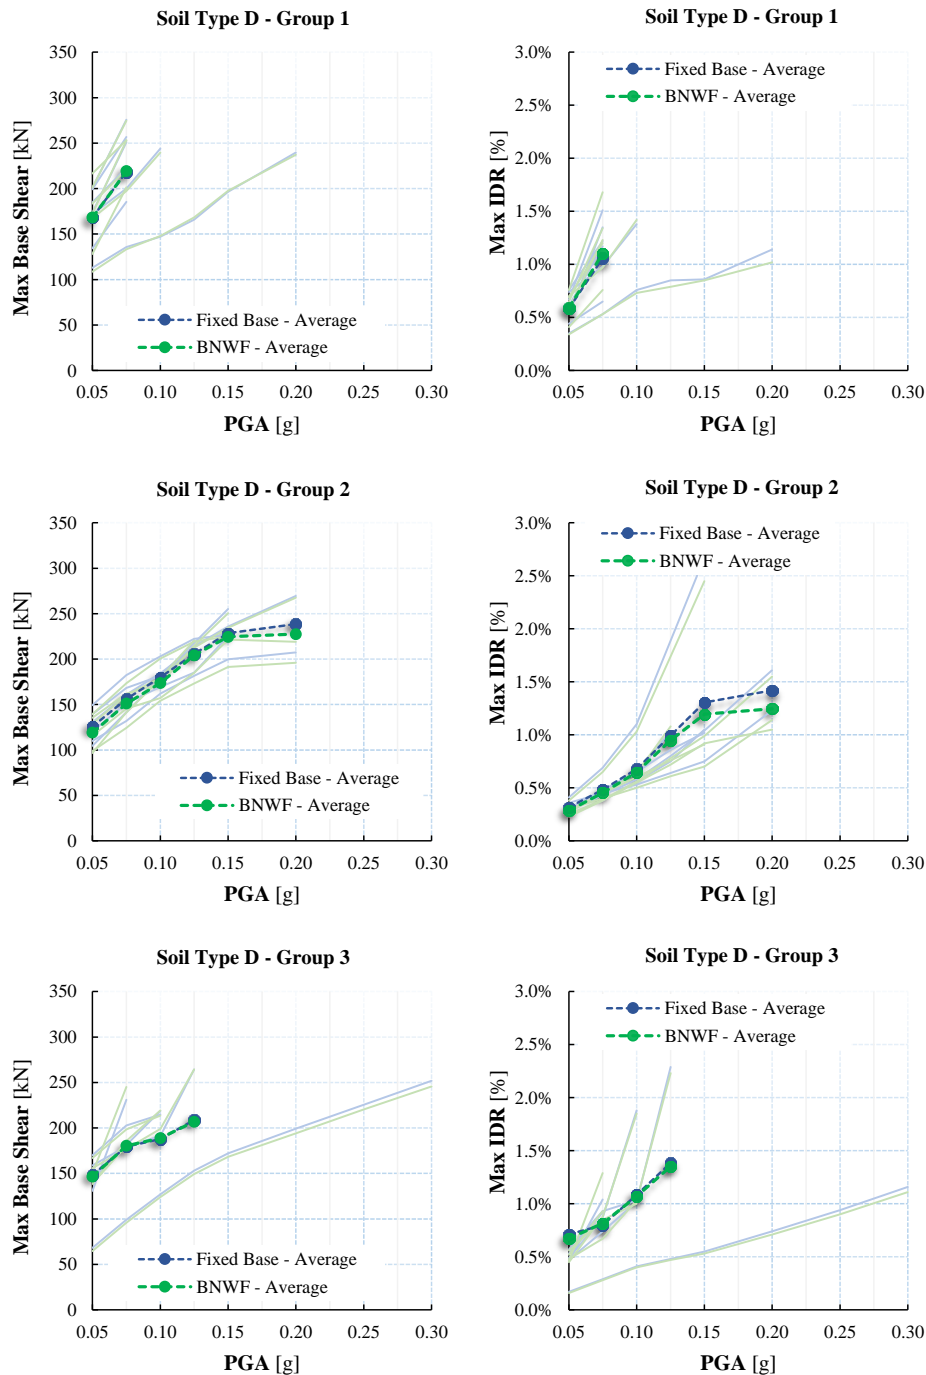 Soil Type D - Group 1
350
300
250
200
150
100
50
0
Max Base Shear [kN]
Fixed Base - Average
BNWF - Average
0.05 0.10 0.15 0.20 0.25 0.30
PGA [g]
Soil Type D - Group 1
3.0%
2.5%
2.0%
1.5%
1.0%
0.5%
0.0%
Max IDR [%]
Fixed Base - Average
BNWF - Average
0.05 0.10 0.15 0.20 0.25 0.30
PGA [g]
Soil Type D - Group 2
350
300
250
200
150
100
50
0
Max Base Shear [kN]
Fixed Base - Average
BNWF - Average
0.05 0.10 0.15 0.20 0.25 0.30
PGA [g]
Soil Type D - Group 2
3.0%
2.5%
2.0%
1.5%
1.0%
0.5%
0.0%
Max IDR [%]
Fixed Base - Average
BNWF - Average
0.05 0.10 0.15 0.20 0.25 0.30
PGA [g]
Soil Type D - Group 3
350
300
250
200
150
100
50
0
Max Base Shear [kN]
Fixed Base - Average
BNWF - Average
0.05 0.10 0.15 0.20 0.25 0.30
PGA [g]
Soil Type D - Group 3
3.0%
2.5%
2.0%
1.5%
1.0%
0.5%
0.0%
Max IDR [%]
Fixed Base - Average
BNWF - Average
0.05 0.10 0.15 0.20 0.25 0.30
PGA [g]